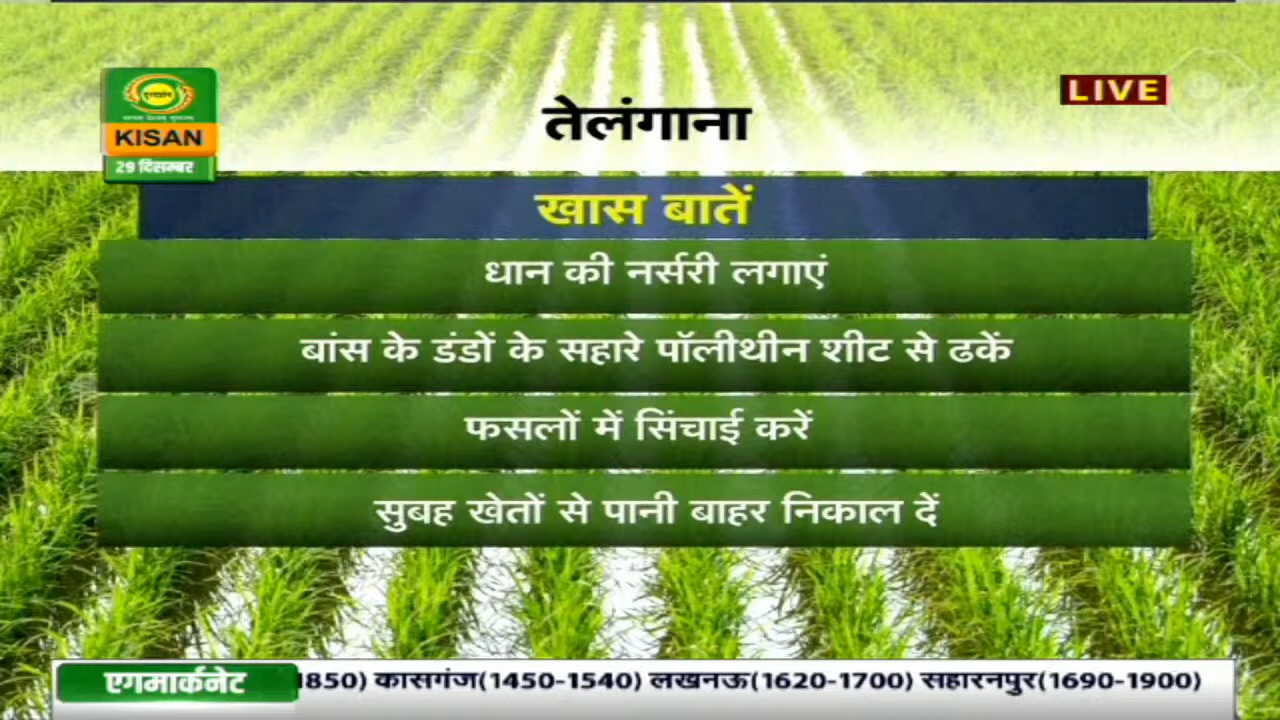 तेलंगाना
LIVE
KISAN
29 दिसम्बर
खास बातें
धान की नर्सरी लगाएं
बांस के डंडों के सहारे पॉलीथीन शीट से ढकें
फसलों में सिंचाई करें
सुबह खेतों से पानी बाहर निकाल दें
एगमार्कनेट 1850) कासगंज(1450-1540) लखनऊ(1620-1700) सहारनपुर(1690-1900)